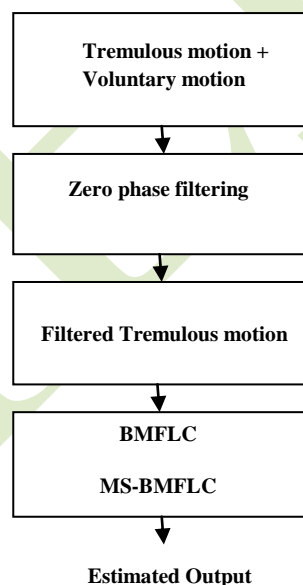 Tremulous motion +
Voluntary motion
Zero phase filtering
Filtered Tremulous motion
BMFLC
MS-BMFLC
Estimated Output